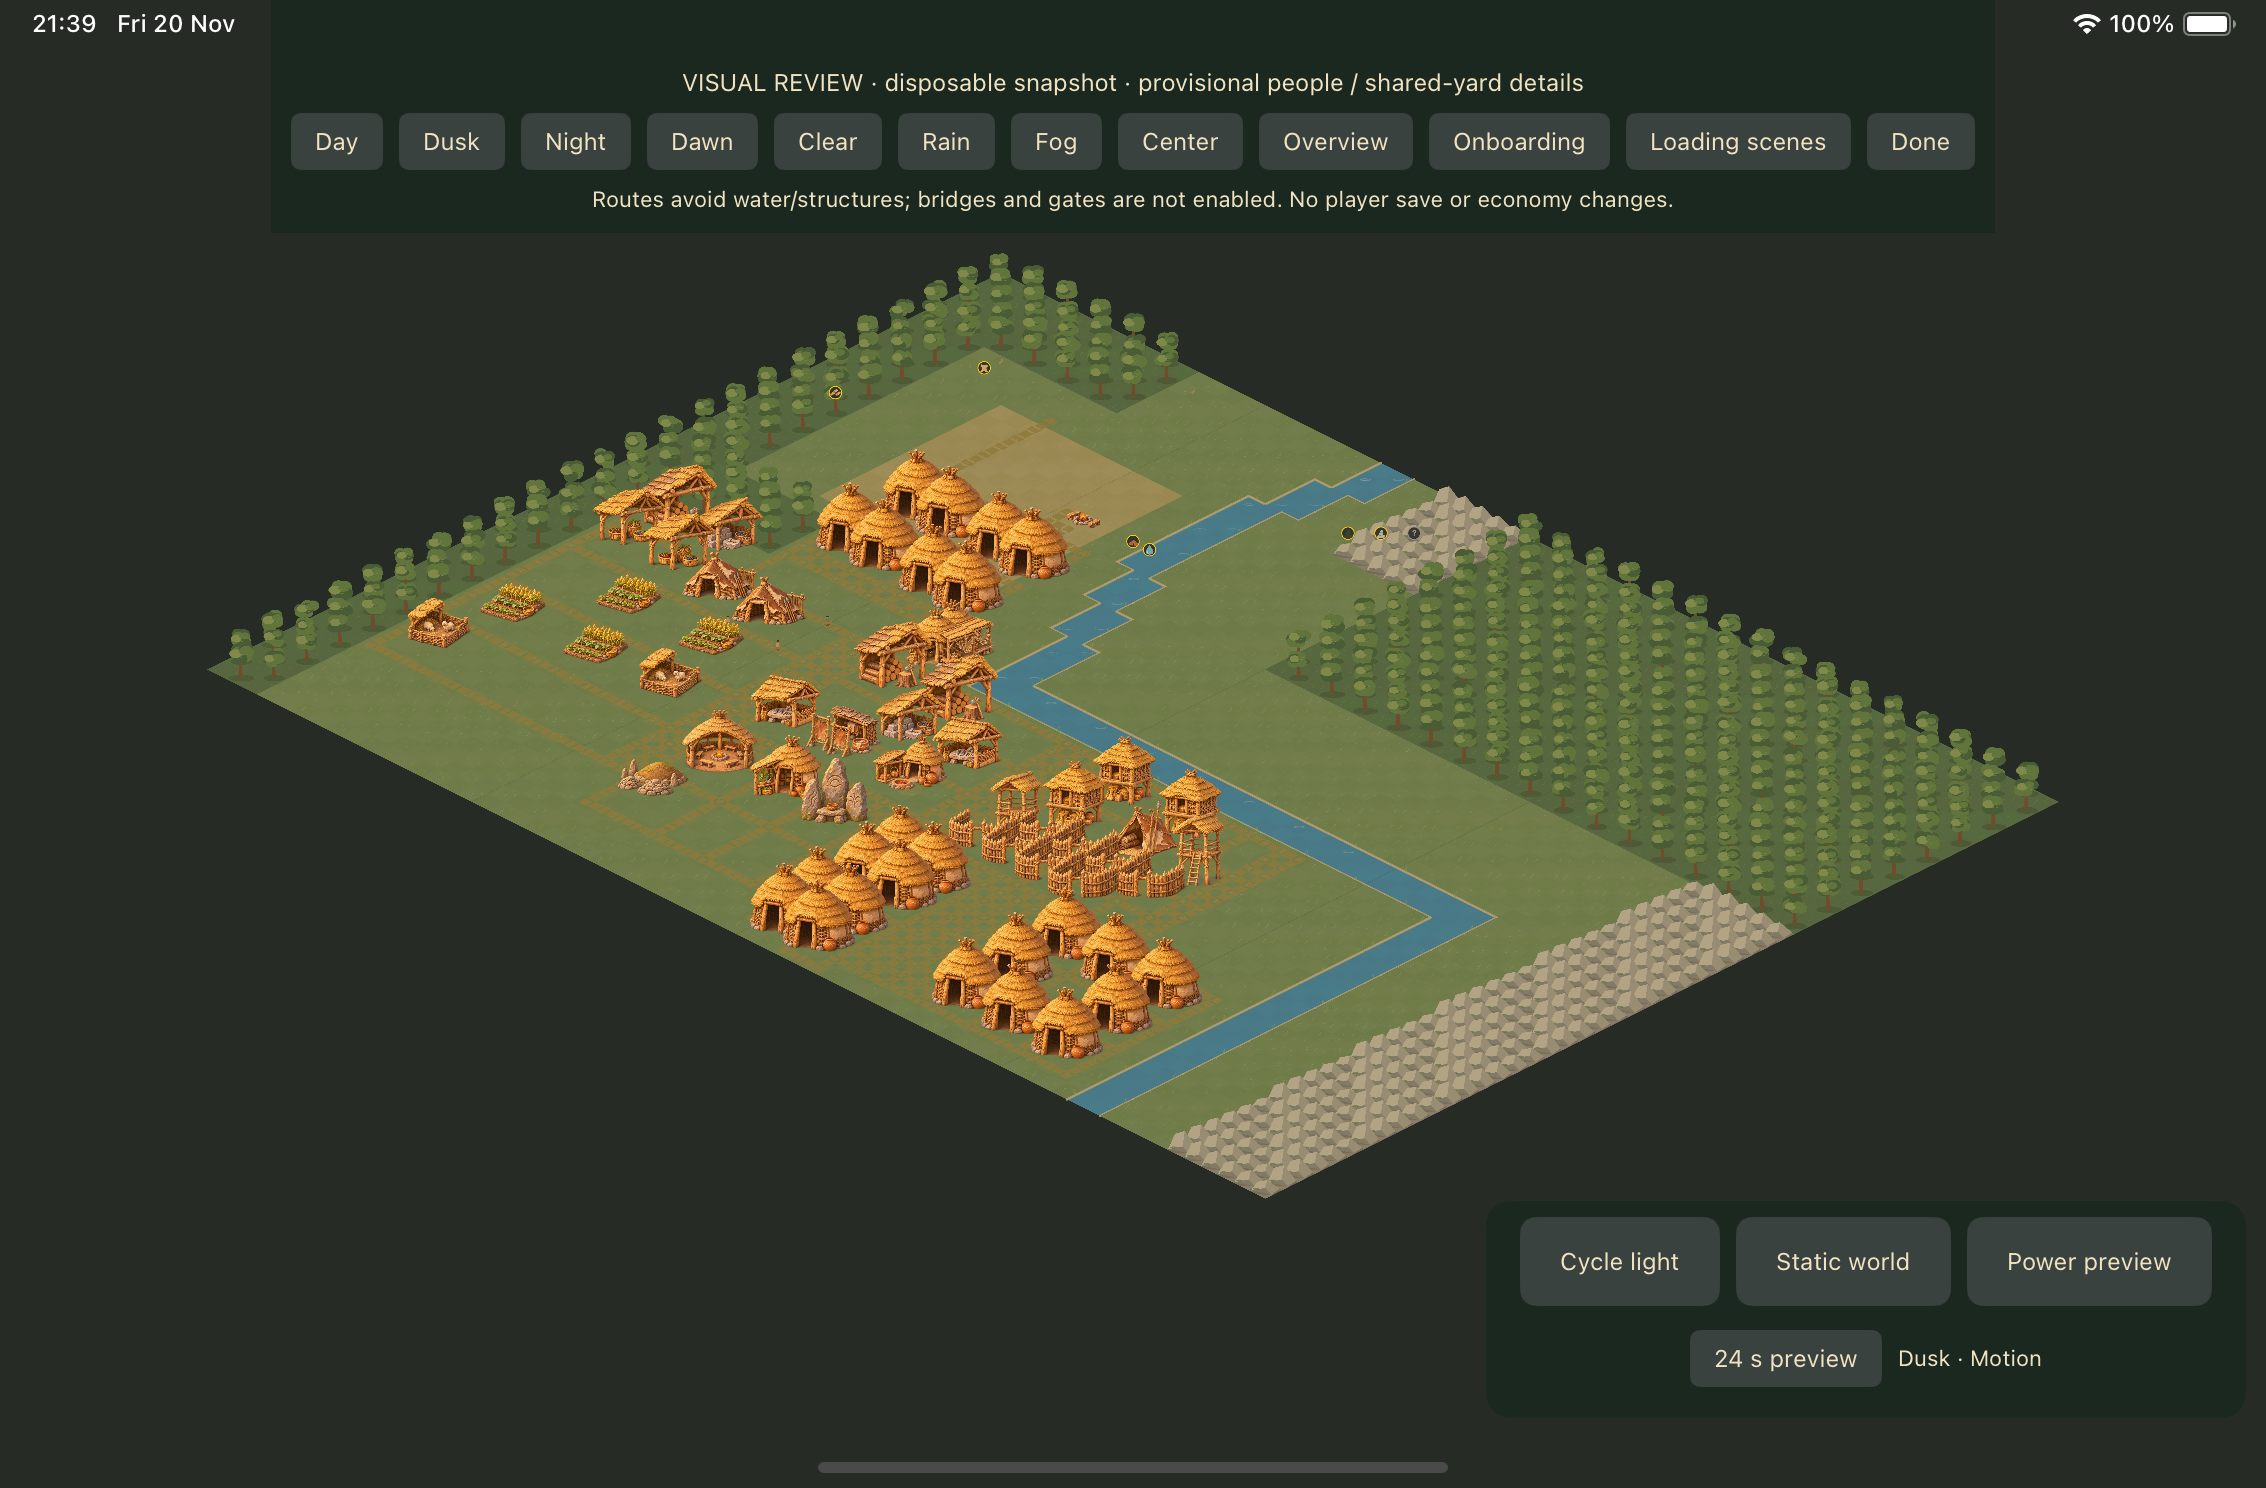 21:39 Fri 20 Nov
100%
VISUAL REVIEW · disposable snapshot · provisional people / shared-yard details
Day Dusk Night Dawn Clear Rain Fog Center Overview Onboarding Loading scenes Done
Routes avoid water/structures; bridges and gates are not enabled. No player save or economy changes.
Cycle light Static world Power preview
24 s preview Dusk · Motion